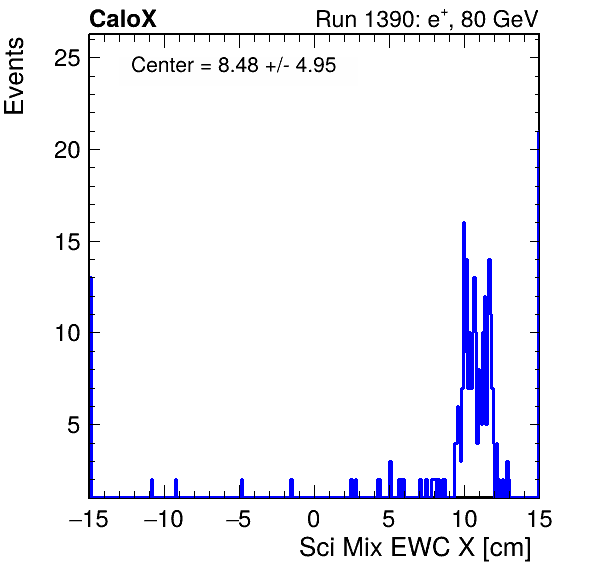 CaloX Run 1390: e⁺, 80 GeV
Center = 8.48 +/- 4.95
Events
25
20
15
10
5
−15 −10 −5 0 5 10 15
Sci Mix EWC X [cm]